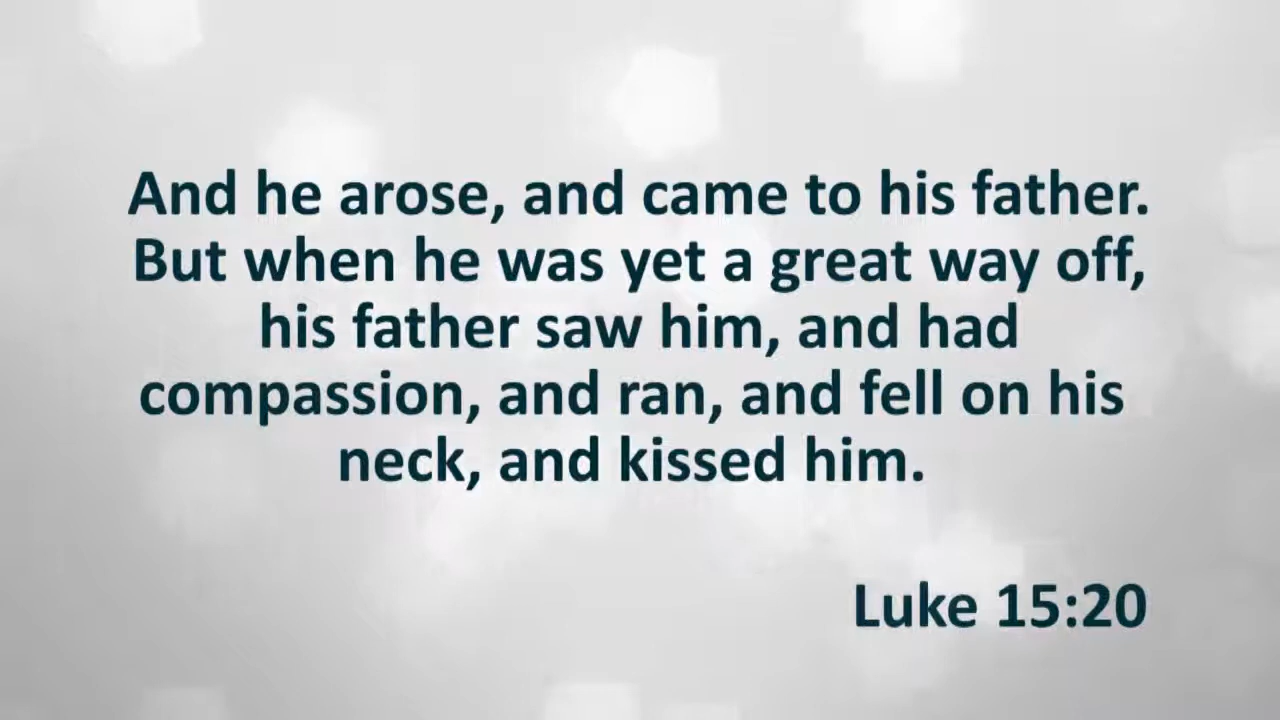 And he arose, and came to his father.
But when he was yet a great way off,
his father saw him, and had
compassion, and ran, and fell on his
neck, and kissed him.
Luke 15:20